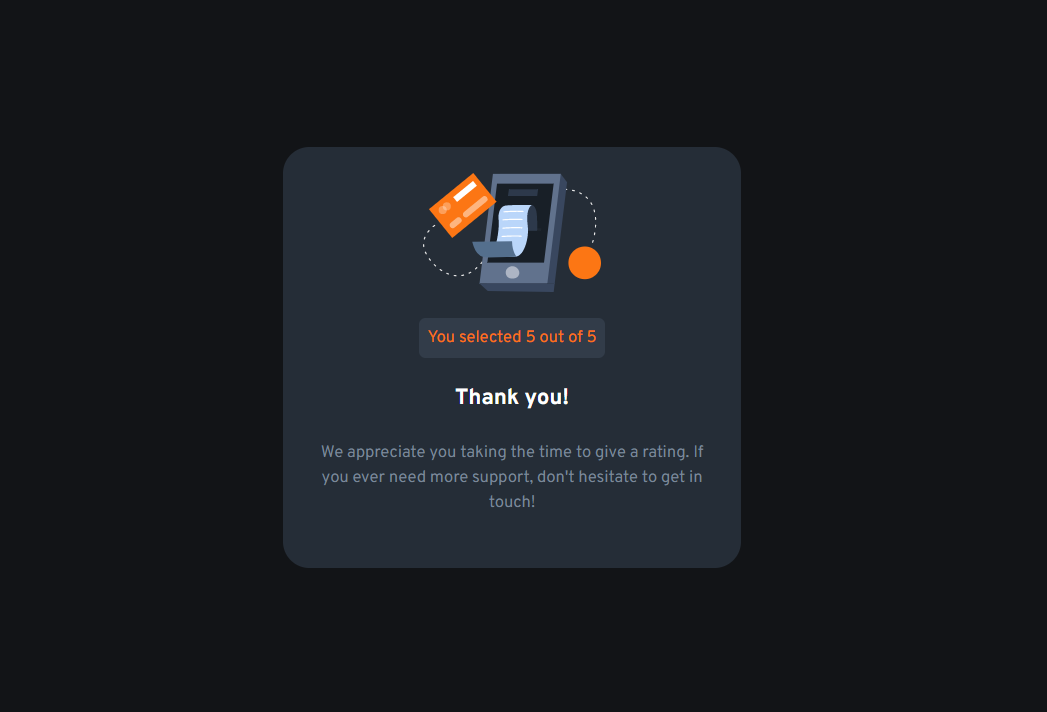 You selected 5 out of 5
Thank you!
We appreciate you taking the time to give a rating. If
you ever need more support, don't hesitate to get in
touch!